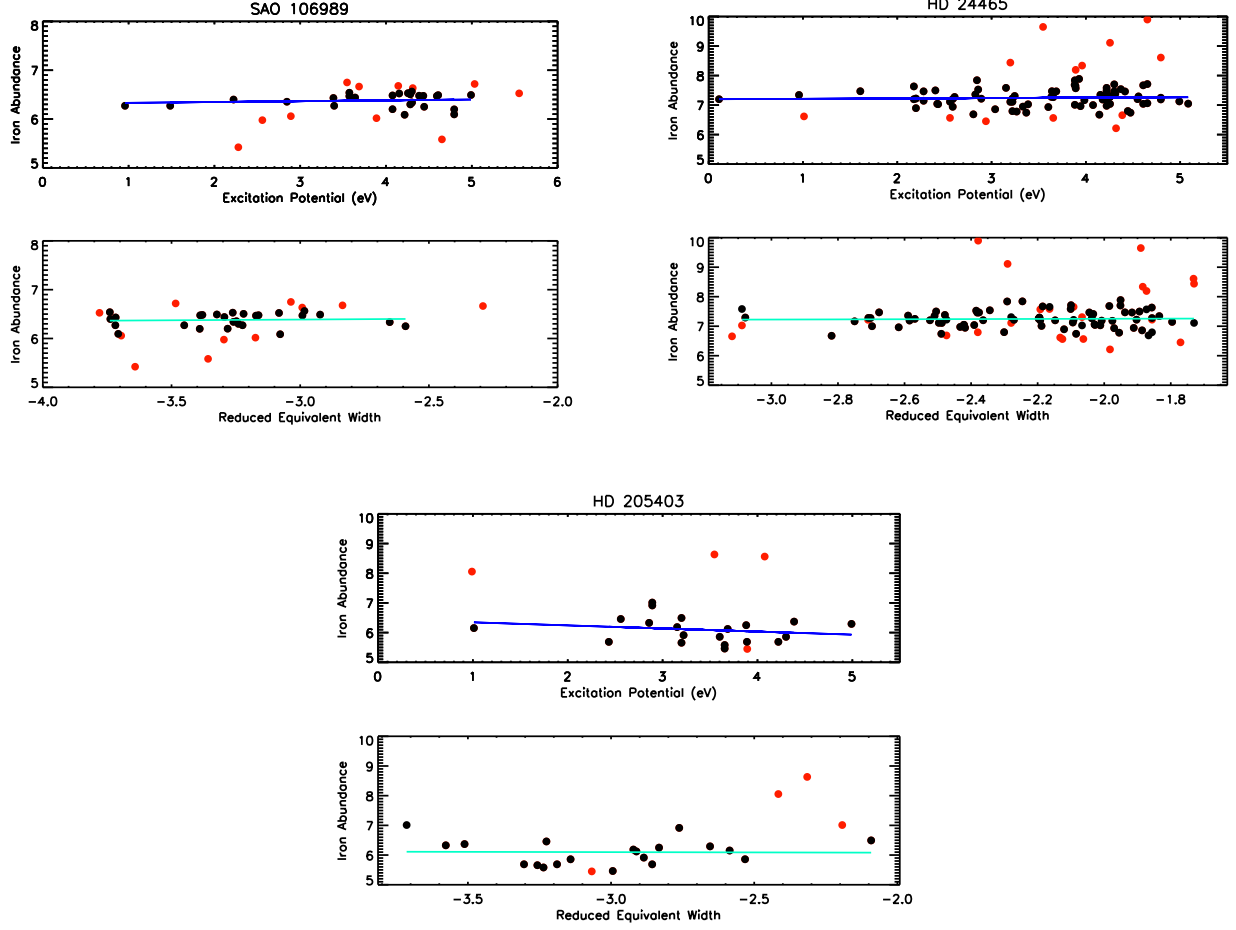 SAO 106989
Iron Abundance
8
7
6
5
0 1 2 3 4 5 6
Excitation Potential (eV)
Iron Abundance
8
7
6
5
-4.0 -3.5 -3.0 -2.5 -2.0
Reduced Equivalent Width
HD 24465
Iron Abundance
10
9
8
7
6
5
0 1 2 3 4 5
Excitation Potential (eV)
Iron Abundance
10
9
8
7
6
5
-3.0 -2.8 -2.6 -2.4 -2.2 -2.0 -1.8
Reduced Equivalent Width
HD 205403
Iron Abundance
10
9
8
7
6
5
0 1 2 3 4 5
Excitation Potential (eV)
Iron Abundance
10
9
8
7
6
5
-3.5 -3.0 -2.5 -2.0
Reduced Equivalent Width